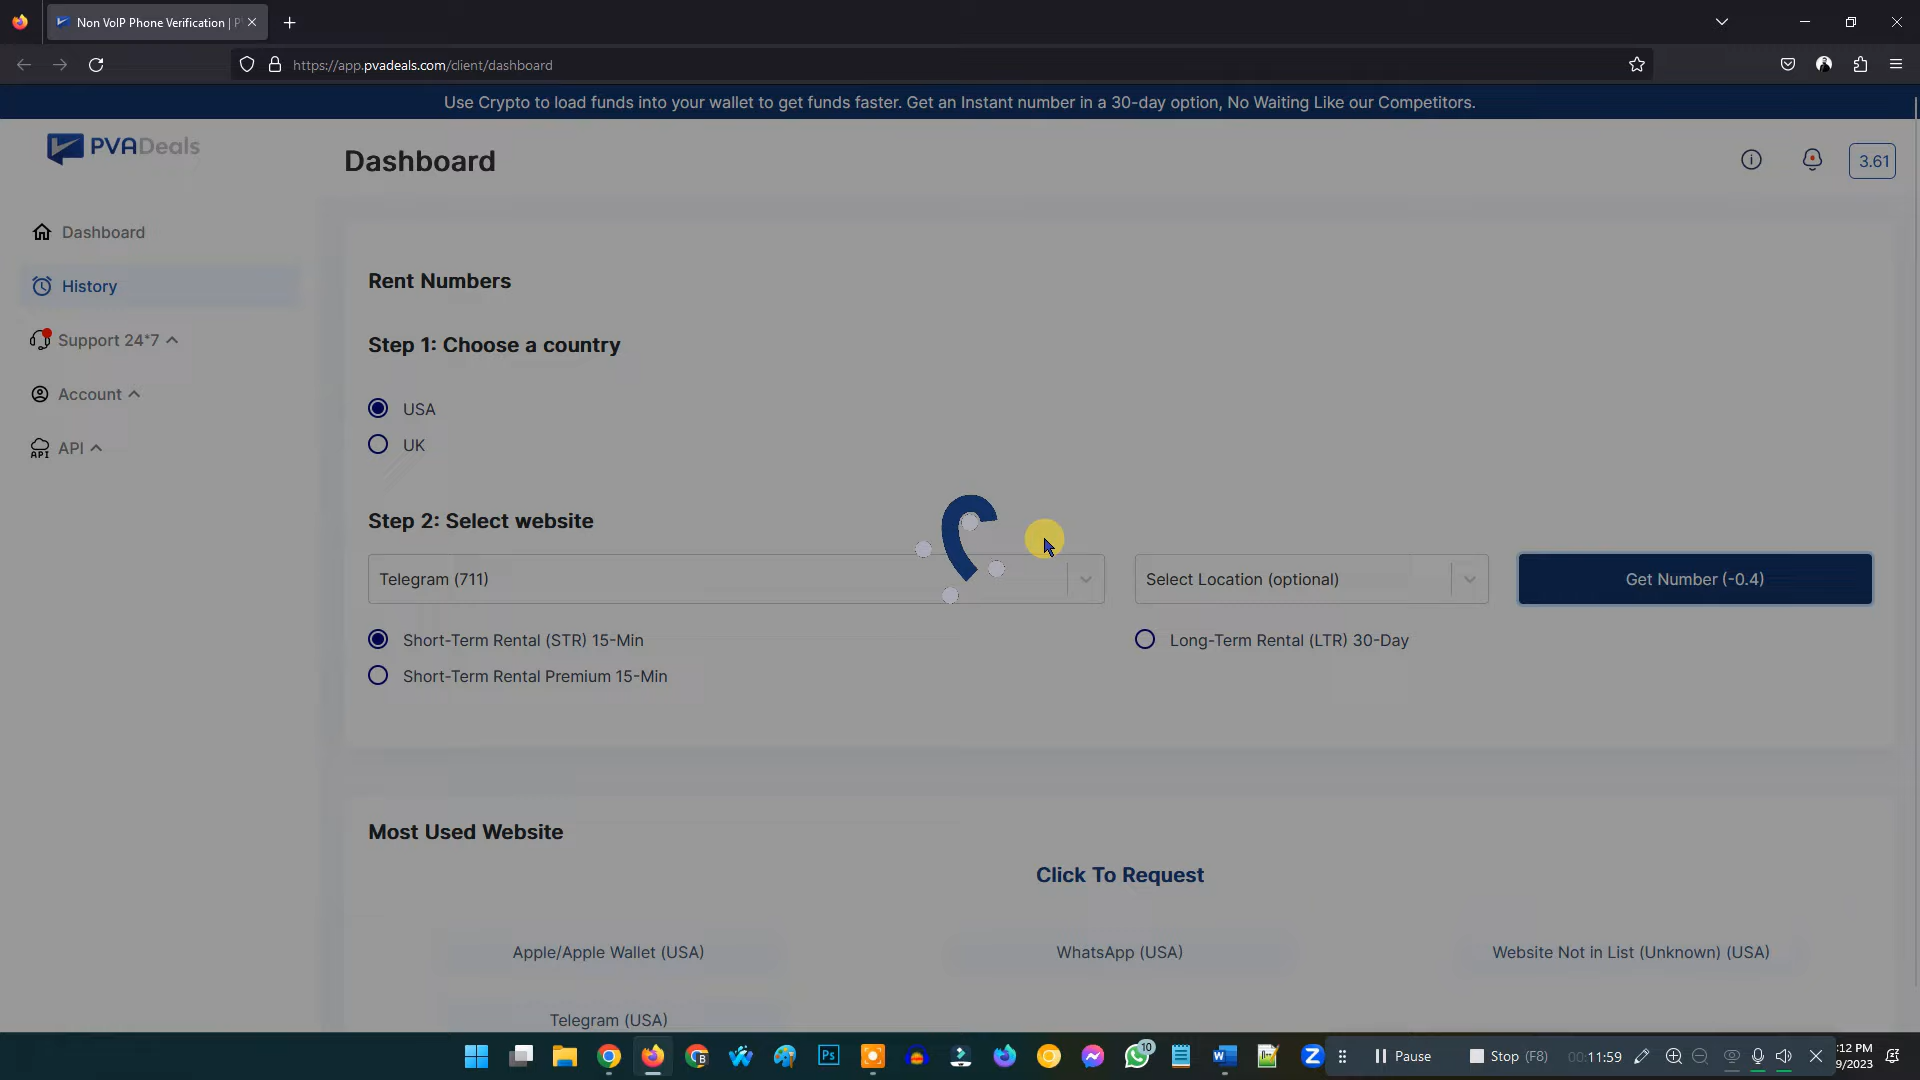 Non VoIP Phone Verification | P
https://app.pvadeals.com/client/dashboard
Use Crypto to load funds into your wallet to get funds faster. Get an Instant number in a 30-day option, No Waiting Like our Competitors.
PVADeals
Dashboard
3.61
Dashboard
History
Support 24*7
Account
API
Rent Numbers
Step 1: Choose a country
USA
UK
Step 2: Select website
Telegram (711)
Select Location (optional)
Get Number (-0.4)
Short-Term Rental (STR) 15-Min
Long-Term Rental (LTR) 30-Day
Short-Term Rental Premium 15-Min
Most Used Website
Click To Request
Apple/Apple Wallet (USA)
WhatsApp (USA)
Website Not in List (Unknown) (USA)
Telegram (USA)
10
Pause
Stop (F8)
00:11:59
:12 PM
9/2023